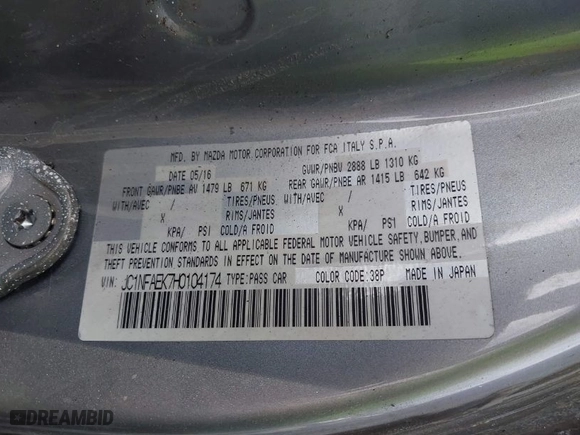 MFD. BY MAZDA MOTOR CORPORATION FOR FCA ITALY S.P.A.
DATE 05/16 GVWR/PNBV 2888 LB 1310 KG
FRONT GAWR/PNBE AV 1479 LB 671 KG REAR GAWR/PNBE AR 1415 LB 642 KG
WITH/AVEC / TIRES/PNEUS WITH/AVEC / TIRES/PNEUS
X RIMS/JANTES X RIMS/JANTES
KPA/ PSI COLD/A FROID KPA/ PSI COLD/A FROID
THIS VEHICLE CONFORMS TO ALL APPLICABLE FEDERAL MOTOR VEHICLE SAFETY, BUMPER, AND
THEFT PREVENTION STANDARDS IN EFFECT ON THE DATE OF MANUFACTURE SHOWN ABOVE.
VIN: JC1NFAEK7H0104174 TYPE: PASS CAR COLOR CODE: 38P MADE IN JAPAN
DREAMBID